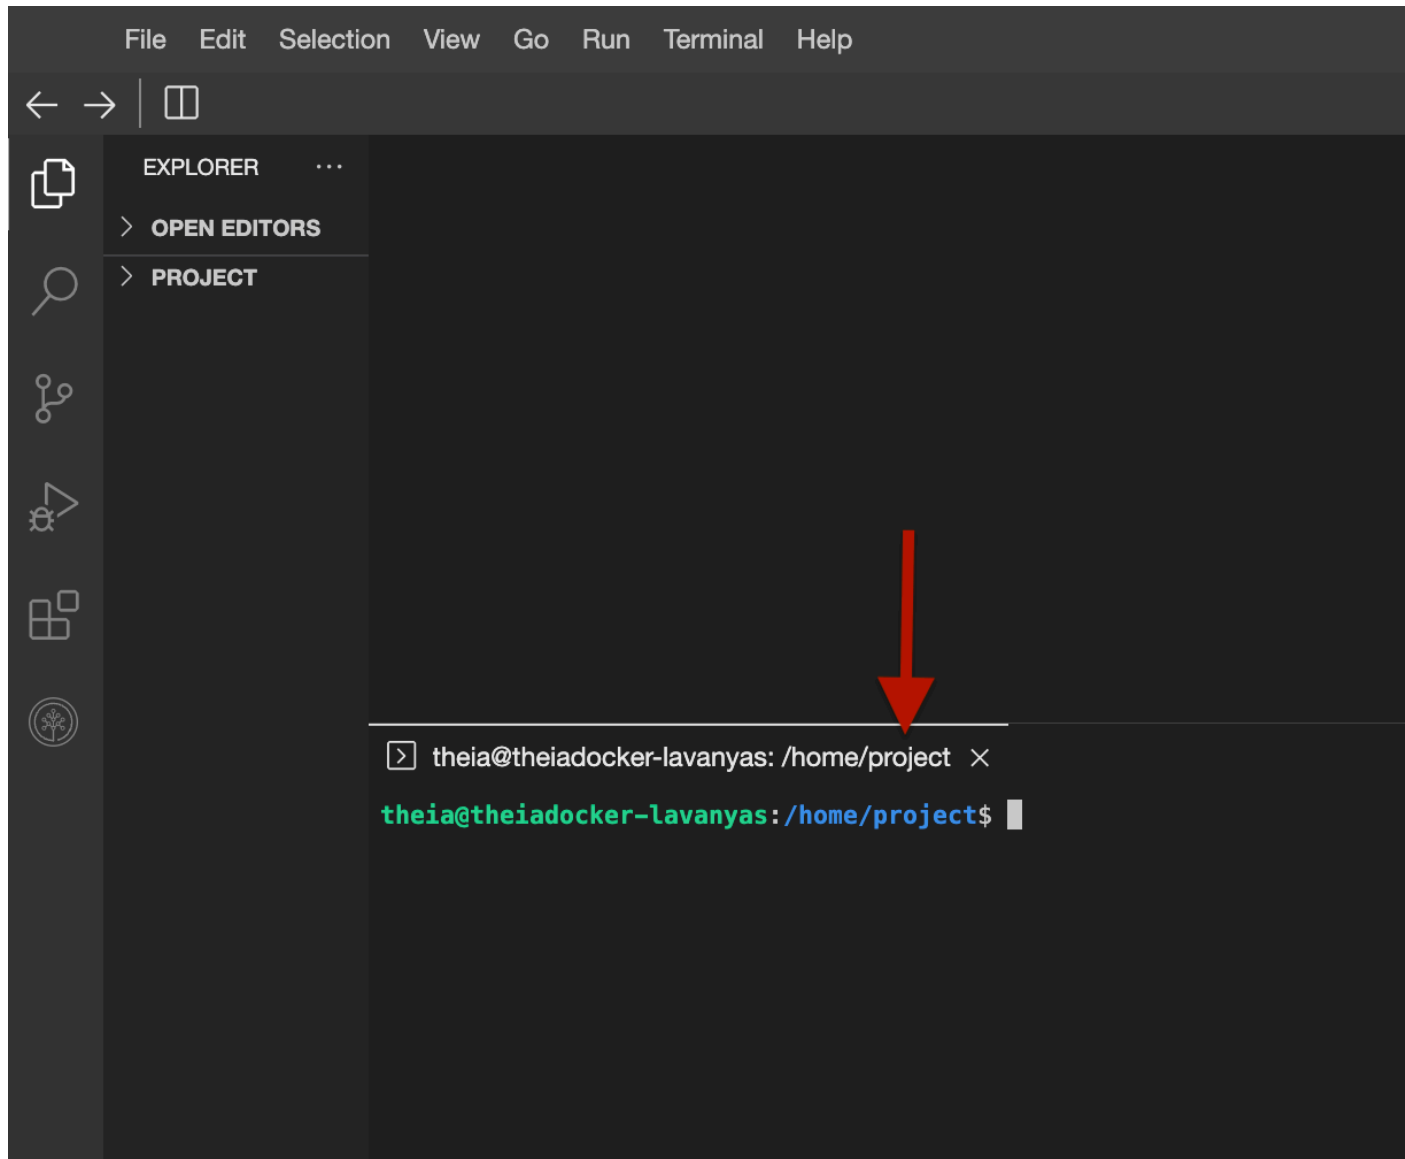 File Edit Selection View Go Run Terminal Help
EXPLORER ...
OPEN EDITORS
PROJECT
theia@theiadocker-lavanyas: /home/project
theia@theiadocker-lavanyas:/home/project$